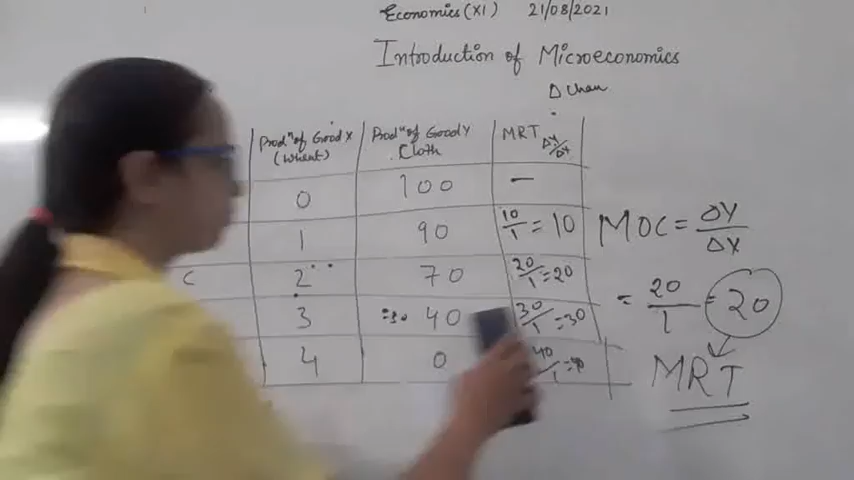 Economics (XI) 21/08/2021
Introduction of Microeconomics
Δ Chan
Prodⁿ of Good X (Wheat) Prodⁿ of Good Y Cloth MRT ΔY/ΔX
0 100 —
1 90 10/1 = 10
C 2 70 20/1 = 20
3 40 30/1 = 30
4 0 40/1 = 40
MOC = ΔY/ΔX
= 20/1 = 20
MRT